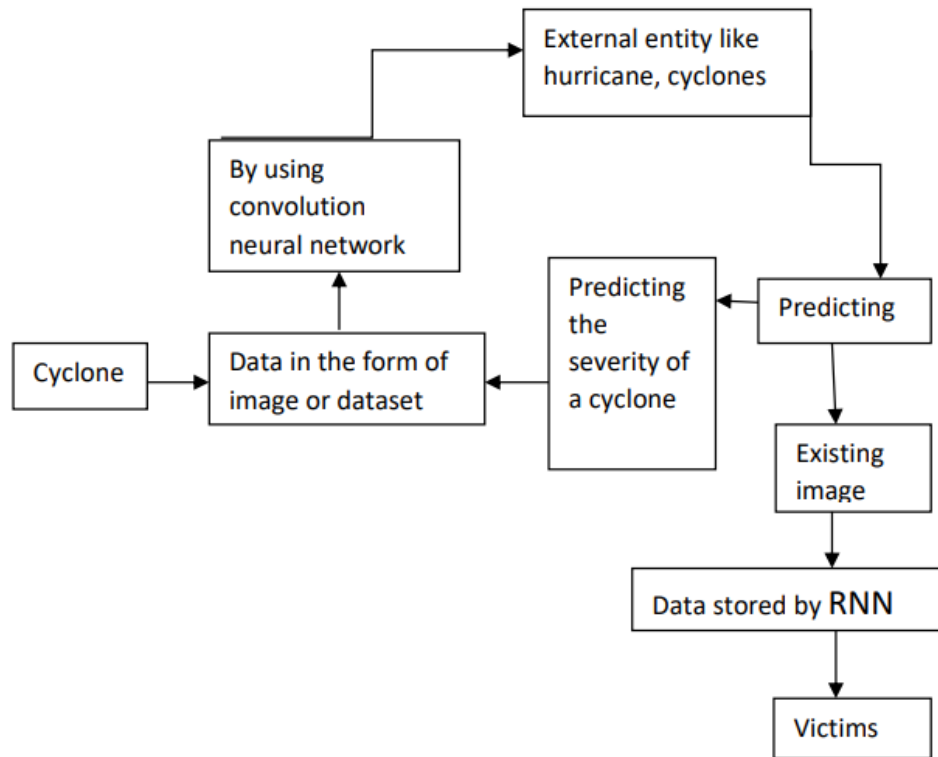 External entity like
hurricane, cyclones
By using
convolution
neural network
Predicting
the
severity of
a cyclone
Predicting
Cyclone
Data in the form of
image or dataset
Existing
image
Data stored by RNN
Victims